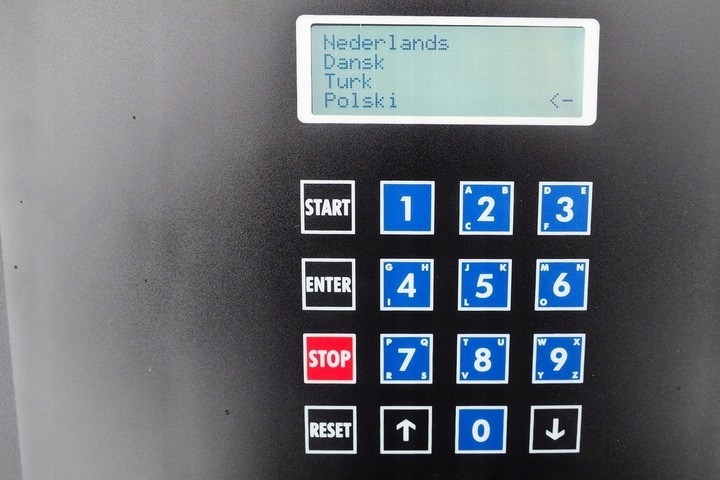 Nederlands
Dansk
Turk
Polski <-
START 1 A B 2 C D E 3 F
ENTER G H 4 I J K 5 L M N 6 O
STOP P Q 7 R S T U 8 V W X 9 Y Z
RESET ↑ 0 ↓